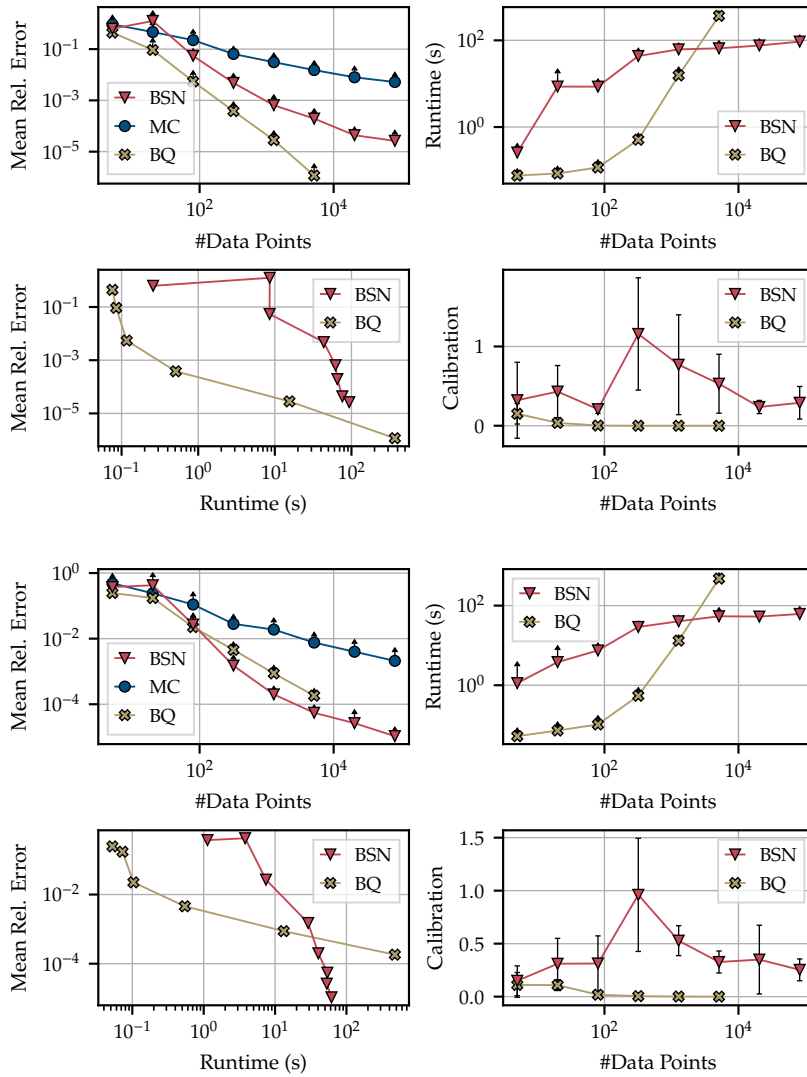 Mean Rel. Error
10^-1
10^-3
10^-5
BSN
MC
BQ
10^2
10^4
#Data Points
Runtime (s)
10^2
10^0
BSN
BQ
10^2
10^4
#Data Points
Mean Rel. Error
10^-1
10^-3
10^-5
BSN
BQ
10^-1
10^0
10^1
10^2
Runtime (s)
Calibration
1
0
BSN
BQ
10^2
10^4
#Data Points
Mean Rel. Error
10^0
10^-2
10^-4
BSN
MC
BQ
10^2
10^4
#Data Points
Runtime (s)
10^2
10^0
BSN
BQ
10^2
10^4
#Data Points
Mean Rel. Error
10^-2
10^-4
BSN
BQ
10^-1
10^0
10^1
10^2
Runtime (s)
Calibration
1.5
1.0
0.5
0.0
BSN
BQ
10^2
10^4
#Data Points